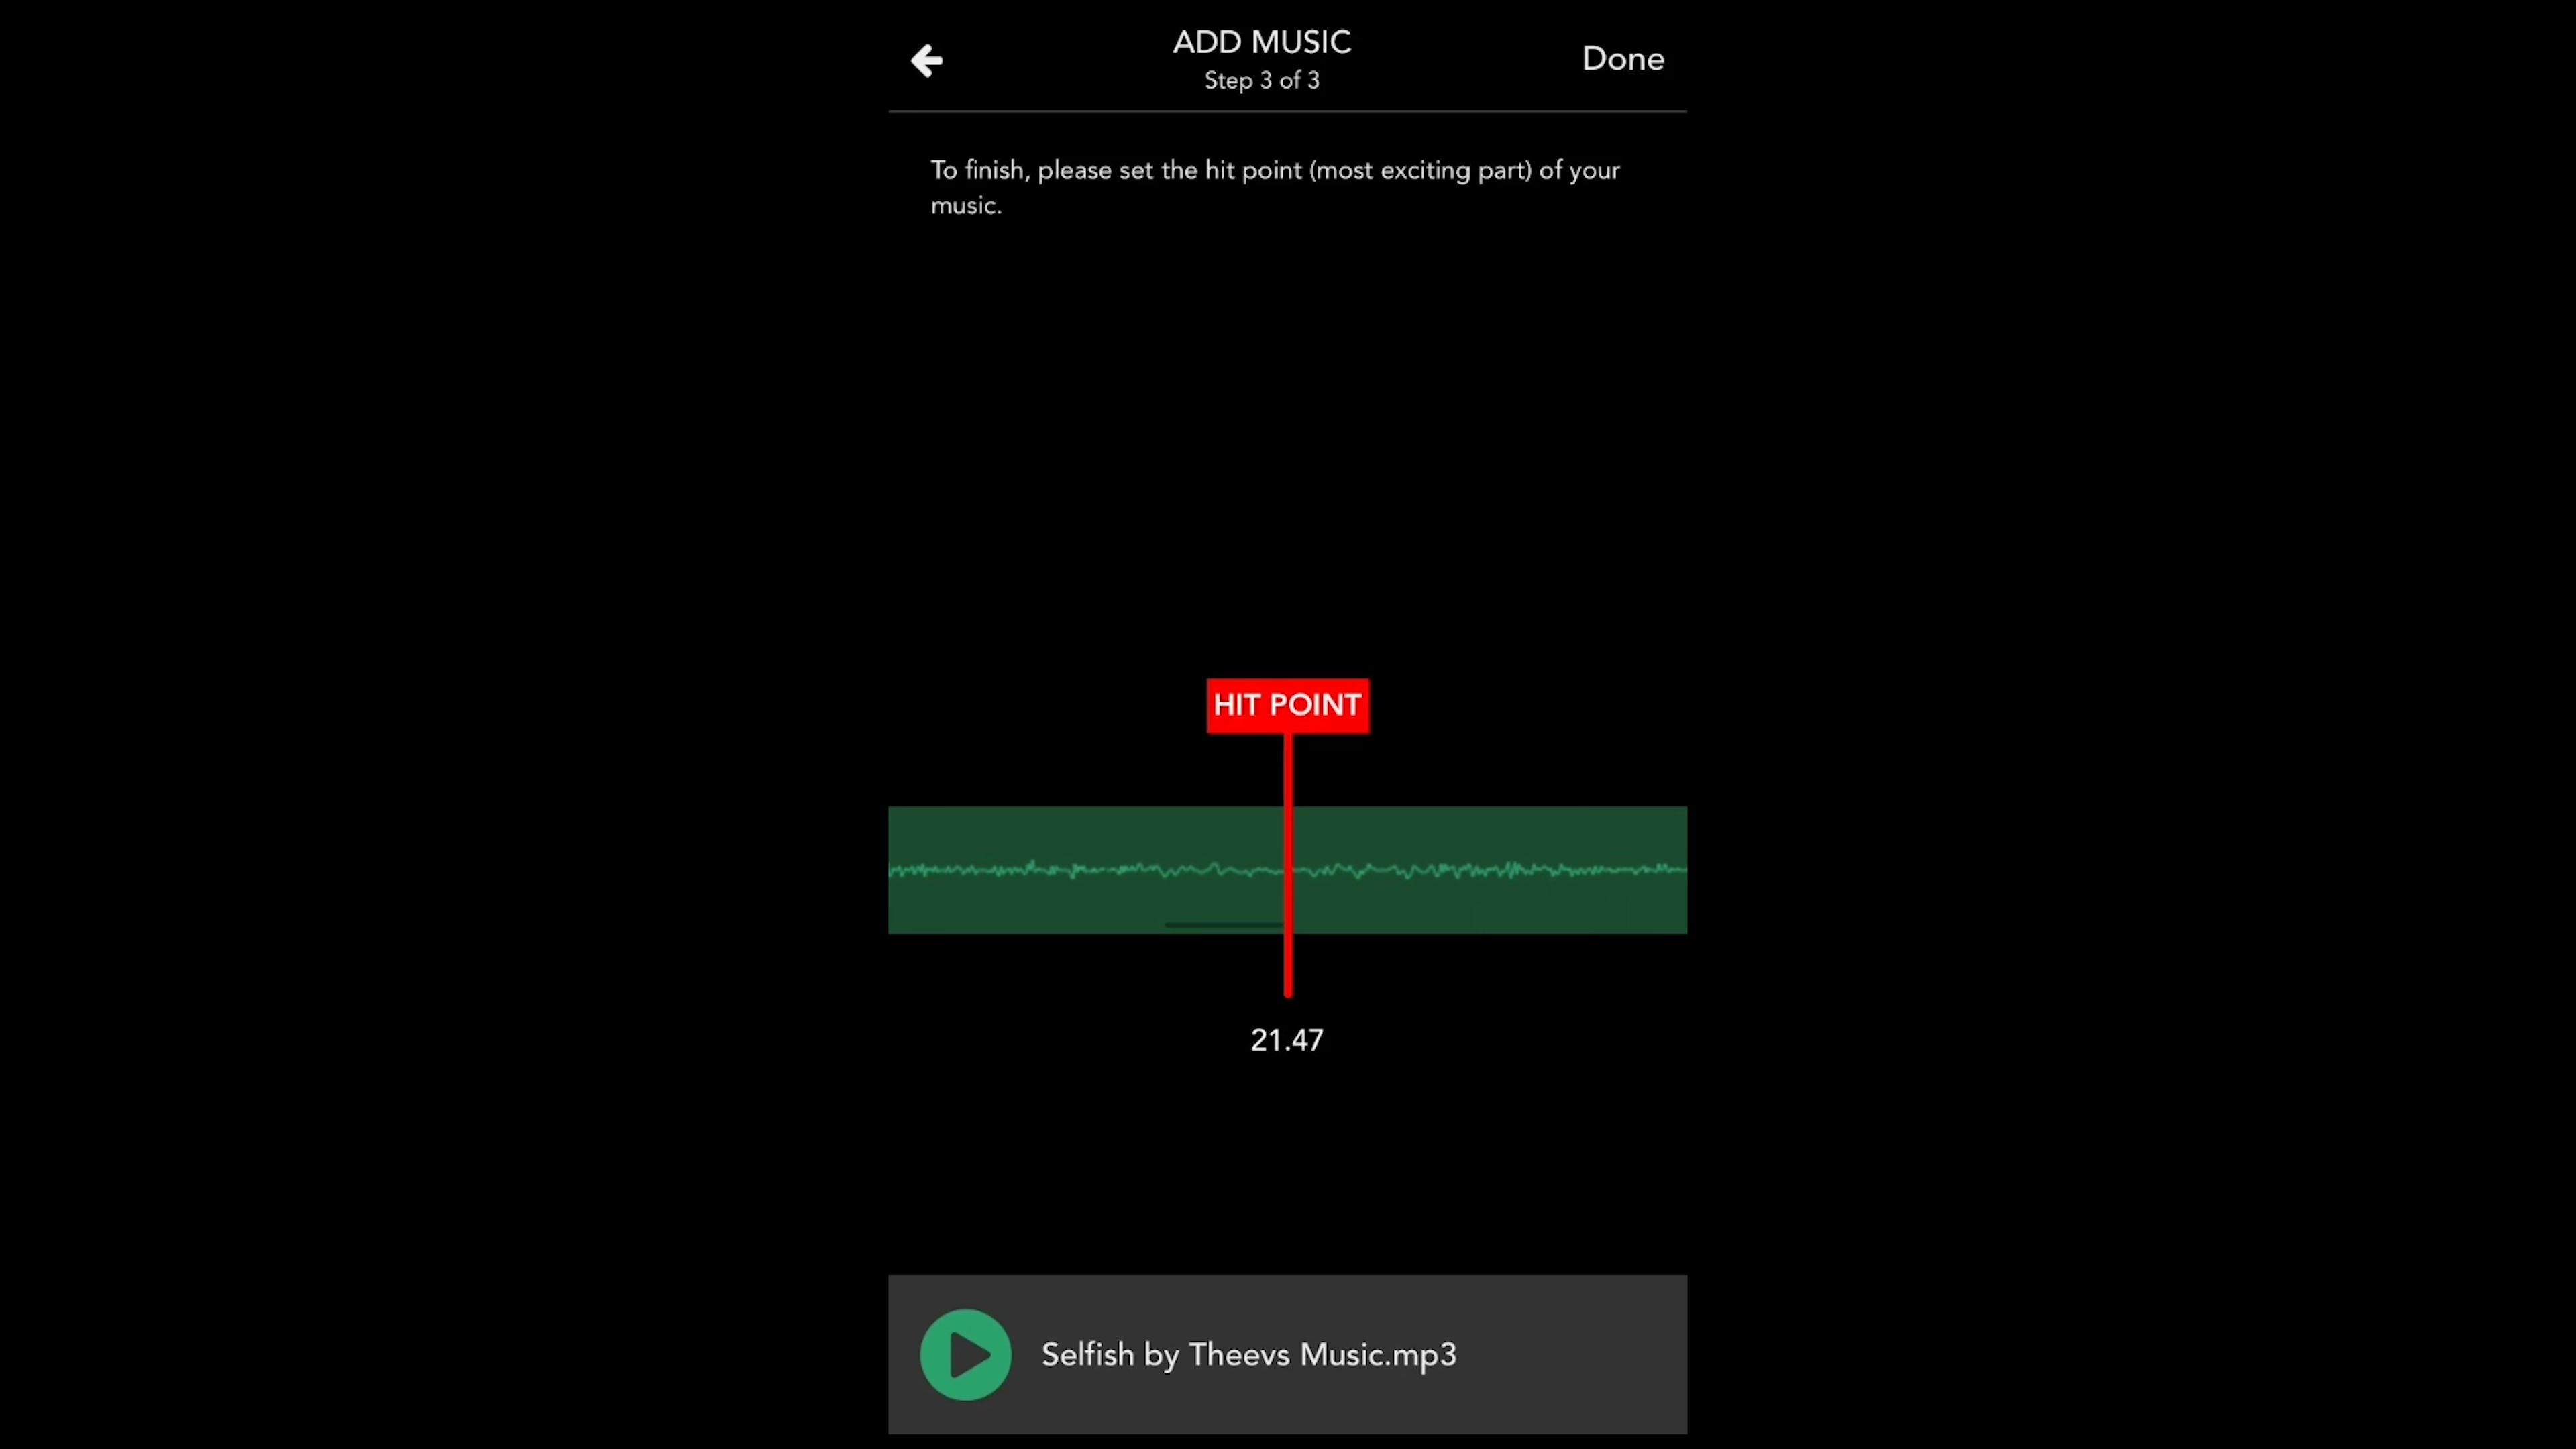 ADD MUSIC
Done
Step 3 of 3
To finish, please set the hit point (most exciting part) of your
music.
HIT POINT
21.47
Selfish by Theevs Music.mp3